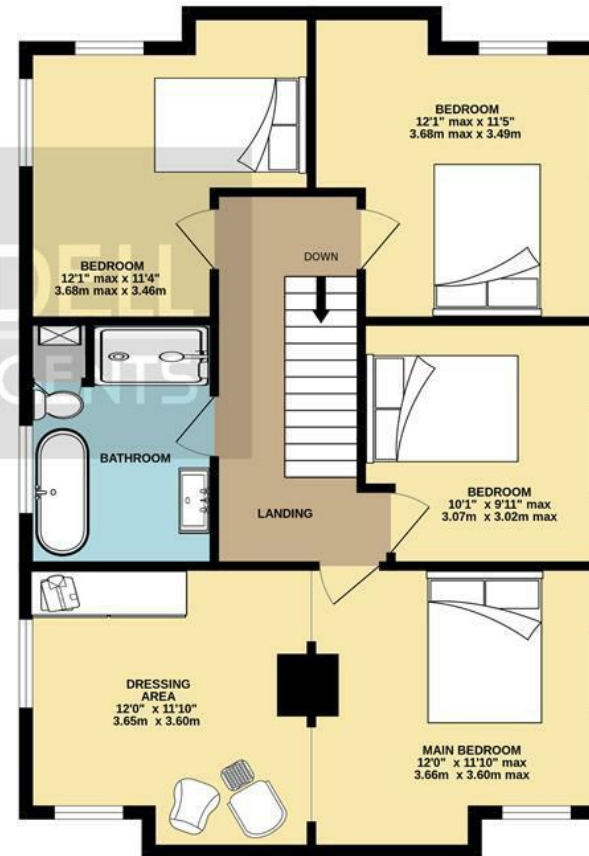 BEDROOM
12'1" max x 11'5"
3.68m max x 3.49m
DOWN
BEDROOM
12'1" max x 11'4"
3.68m max x 3.46m
DELL
BATHROOM
BEDROOM
10'1" x 9'11" max
3.07m x 3.02m max
LANDING
DRESSING
AREA
12'0" x 11'10"
3.65m x 3.60m
MAIN BEDROOM
12'0" x 11'10" max
3.66m x 3.60m max